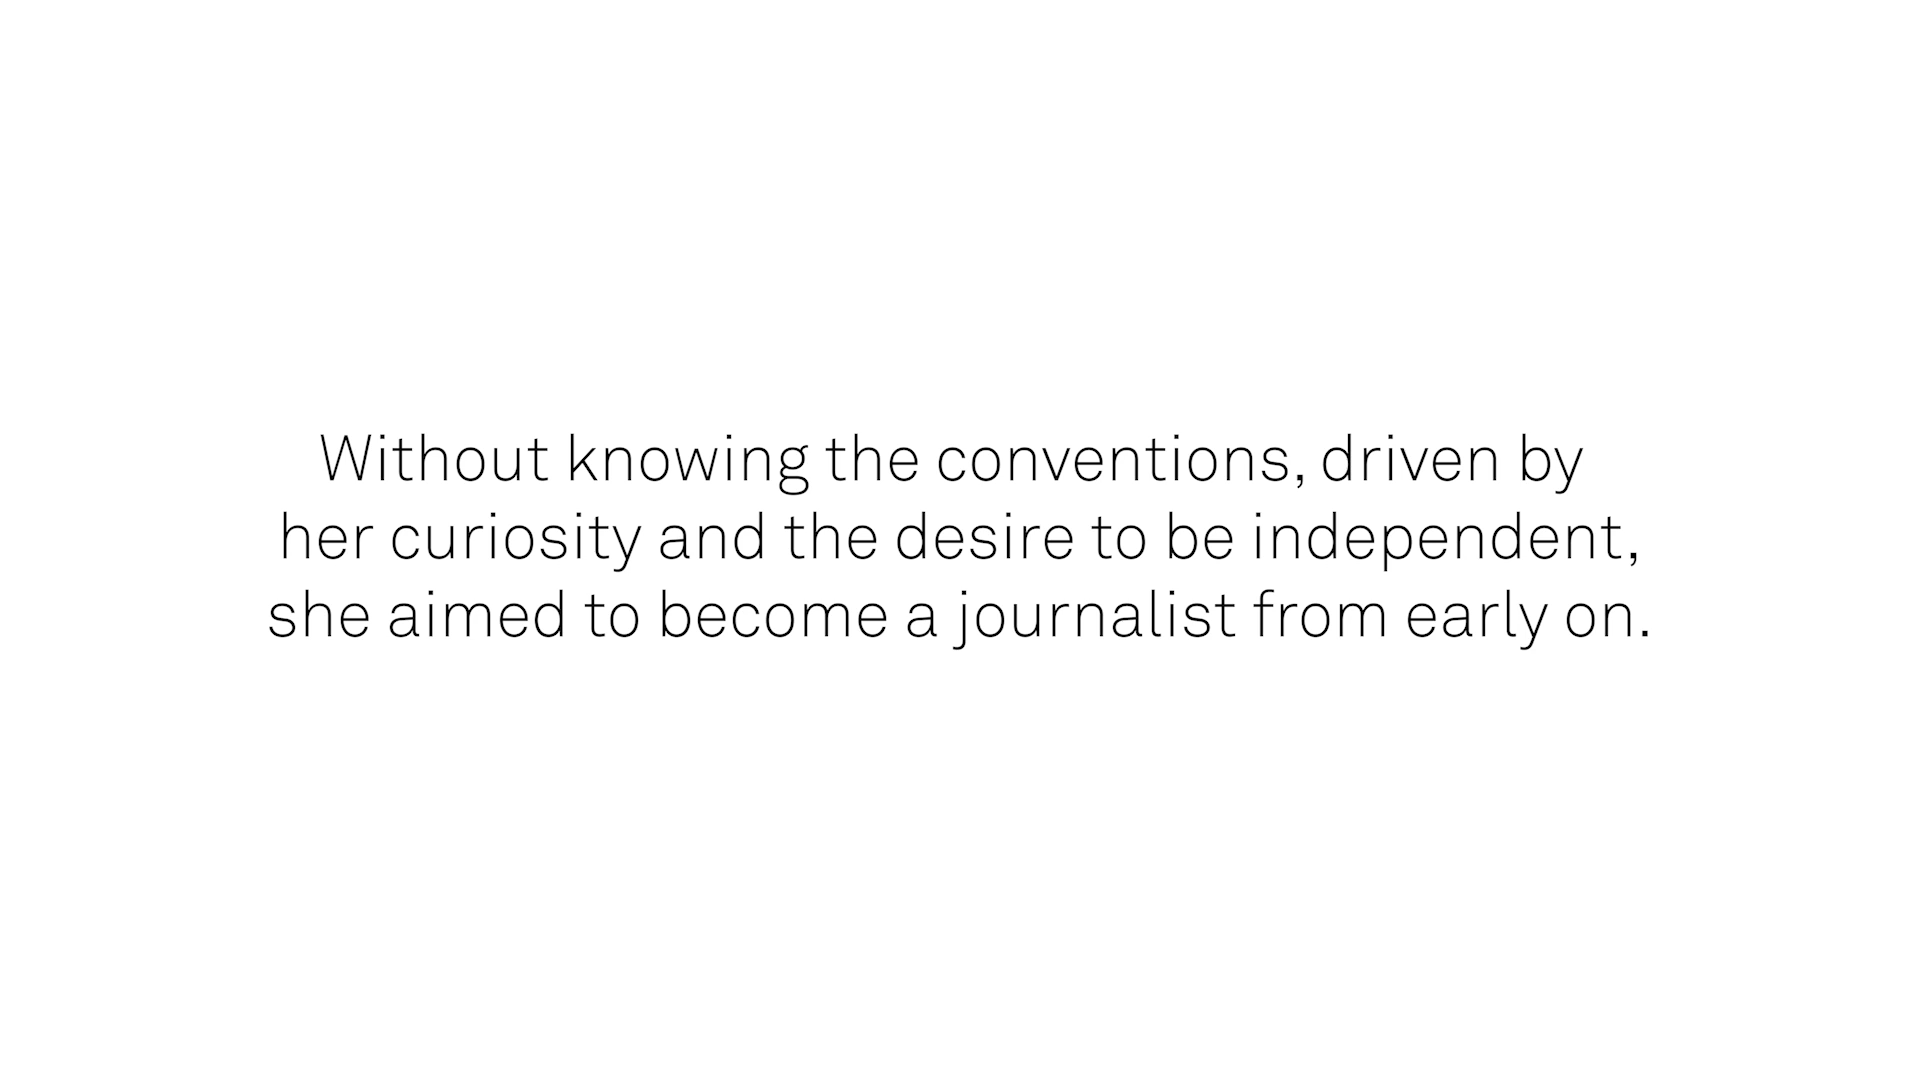 Without knowing the conventions, driven by
her curiosity and the desire to be independent,
she aimed to become a journalist from early on.